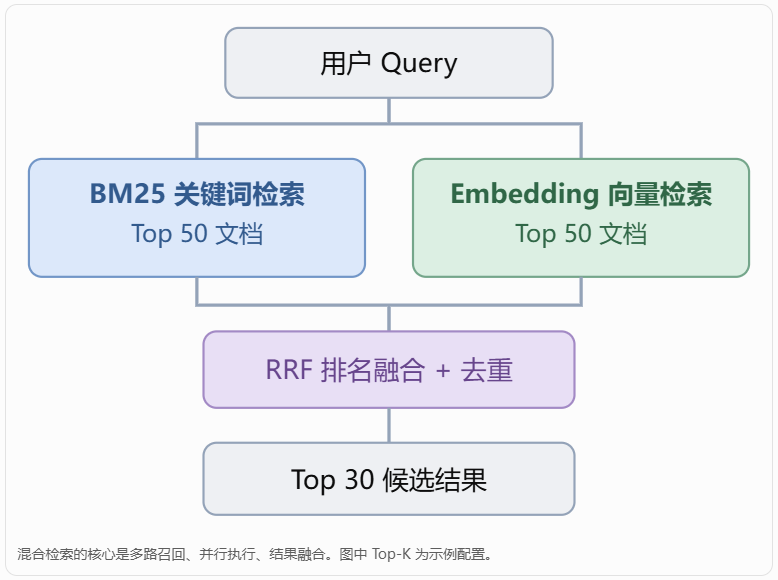 用户 Query
BM25 关键词检索
Top 50 文档
Embedding 向量检索
Top 50 文档
RRF 排名融合 + 去重
Top 30 候选结果
混合检索的核心是多路召回、并行执行、结果融合。图中 Top-K 为示例配置。